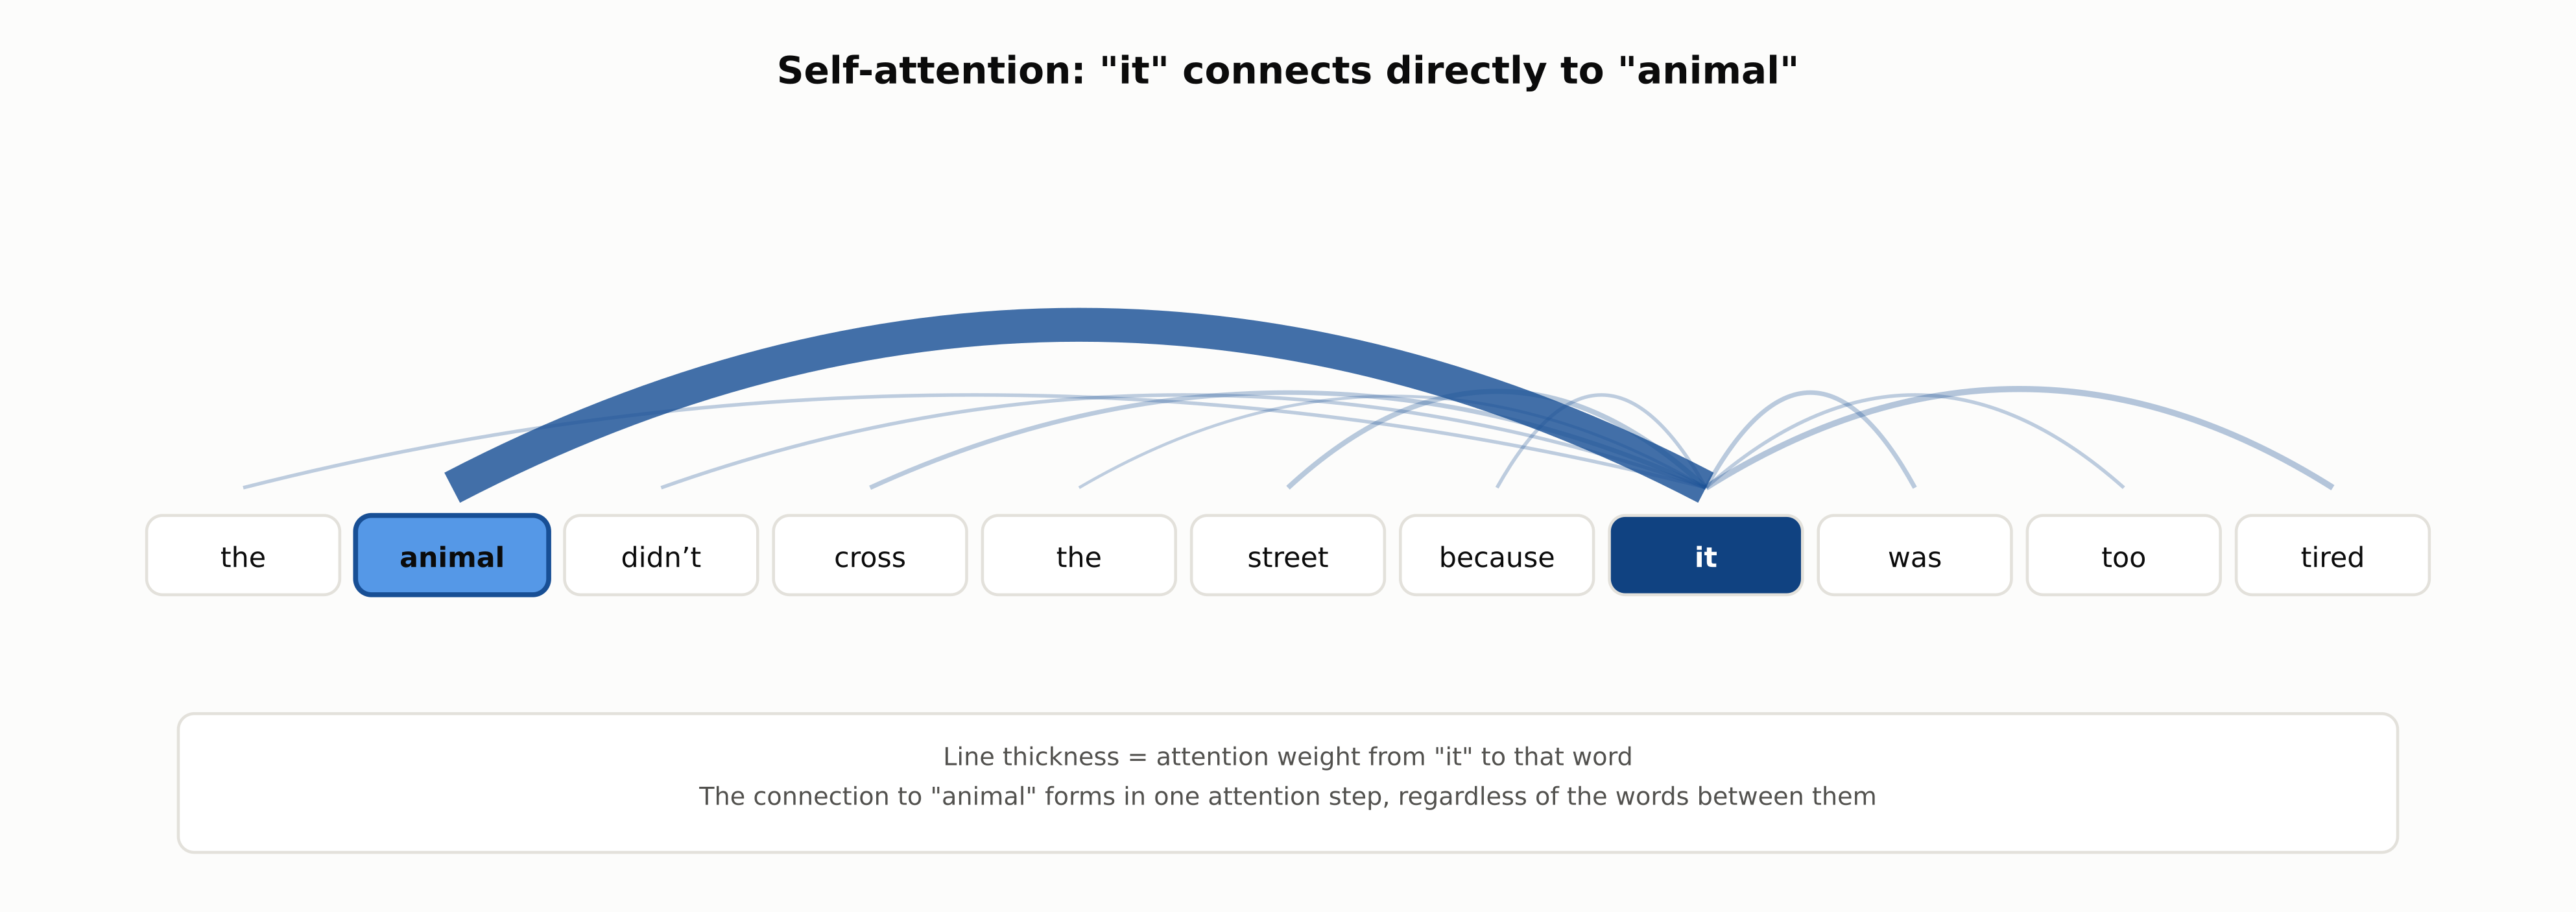 Self-attention: "it" connects directly to "animal"
the animal didn’t cross the street because it was too tired
Line thickness = attention weight from "it" to that word
The connection to "animal" forms in one attention step, regardless of the words between them